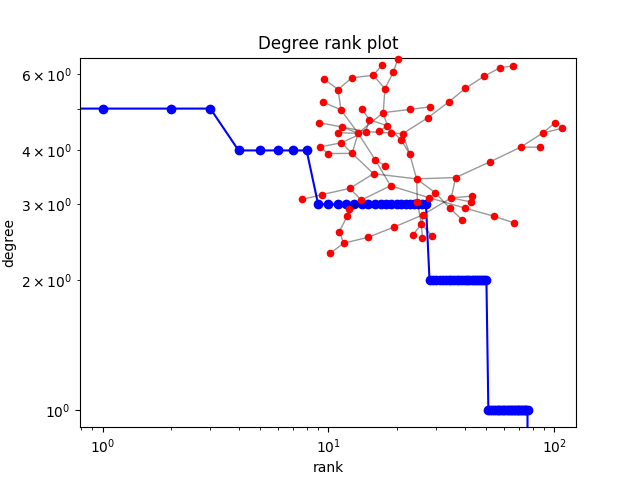 Degree rank plot
6 × 10⁰
4 × 10⁰
3 × 10⁰
2 × 10⁰
10⁰
degree
10⁰ 10¹ 10²
rank